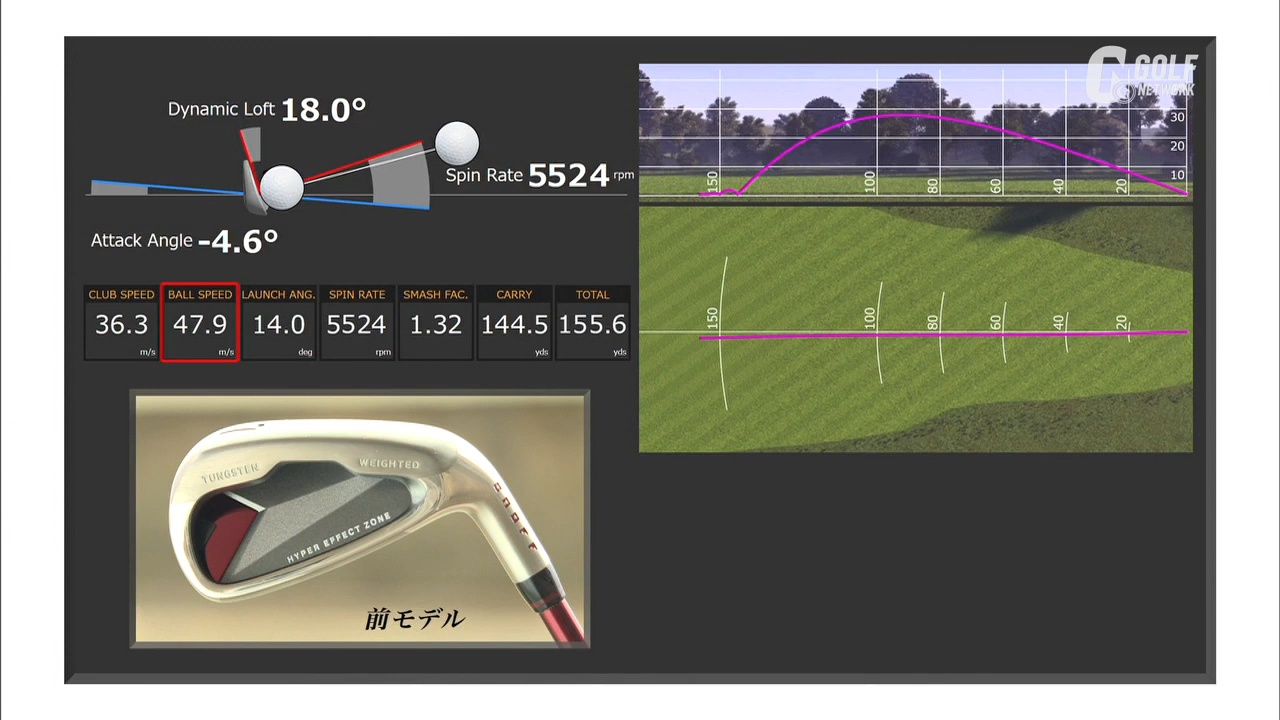 GOLF
NETWORK
Dynamic Loft 18.0°
Spin Rate 5524 rpm
Attack Angle -4.6°
CLUB SPEED BALL SPEED LAUNCH ANG. SPIN RATE SMASH FAC. CARRY TOTAL
36.3 47.9 14.0 5524 1.32 144.5 155.6
m/s m/s deg rpm yds yds
30
20
10
150 100 80 60 40 20
150 100 80 60 40 20
TUNGSTEN WEIGHTED
HYPER EFFECT ZONE
onoff
前モデル